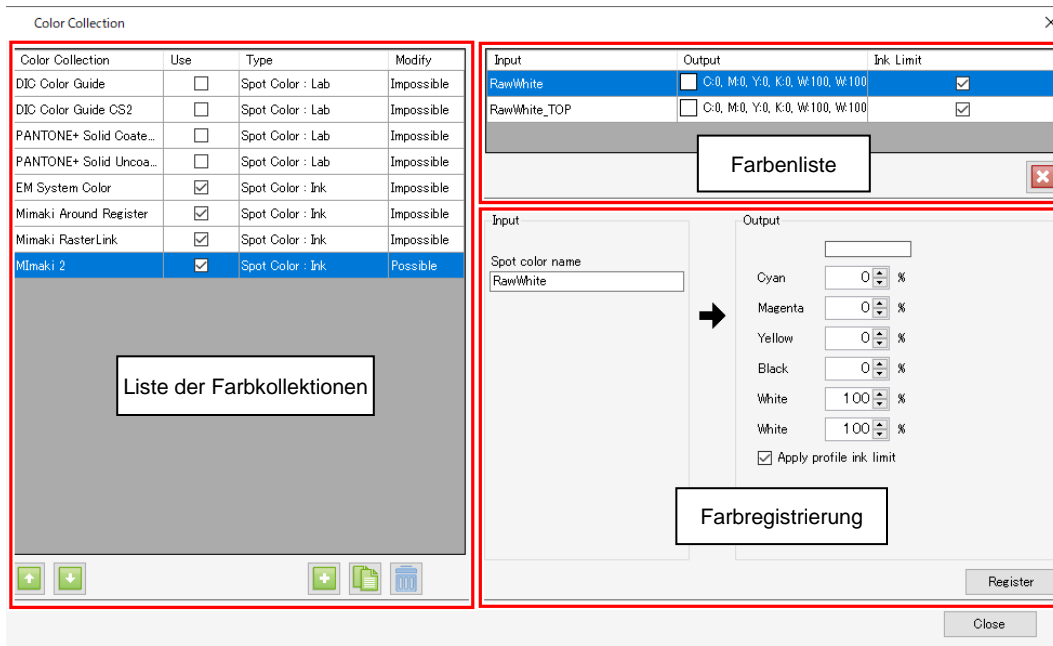 Color Collection
Color Collection Use Type Modify
DIC Color Guide Spot Color : Lab Impossible
DIC Color Guide CS2 Spot Color : Lab Impossible
PANTONE+ Solid Coate... Spot Color : Lab Impossible
PANTONE+ Solid Uncoa... Spot Color : Lab Impossible
EM System Color Spot Color : Ink Impossible
Mimaki Around Register Spot Color : Ink Impossible
Mimaki RasterLink Spot Color : Ink Impossible
MImaki 2 Spot Color : Ink Possible
Liste der Farbkollektionen
Input Output Ink Limit
RawWhite C:0, M:0, Y:0, K:0, W:100, W:100
RawWhite_TOP C:0, M:0, Y:0, K:0, W:100, W:100
Farbenliste
Input
Spot color name
RawWhite
Output
Cyan 0 %
Magenta 0 %
Yellow 0 %
Black 0 %
White 100 %
White 100 %
Apply profile ink limit
Farbregistrierung
Register
Close